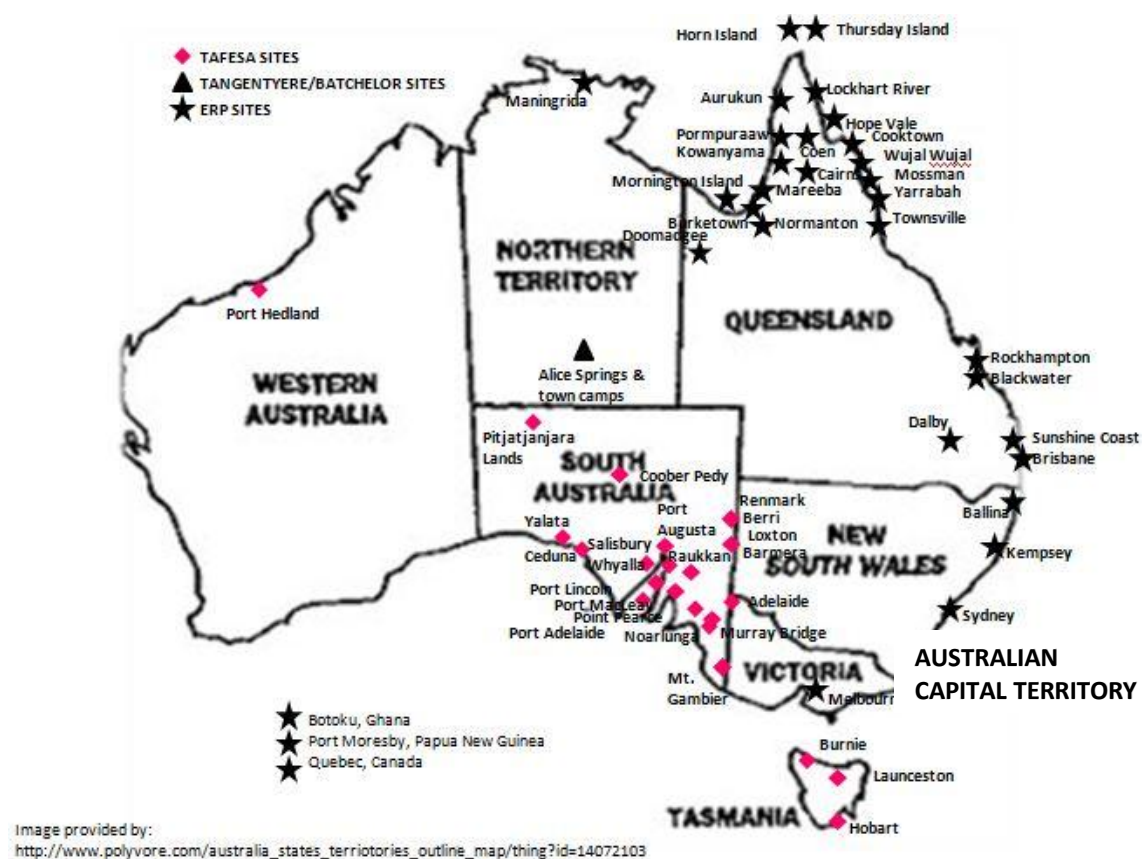 TAFESA SITES
TANGENTYERE/BATCHELOR SITES
ERP SITES
Horn Island
Thursday Island
Maningrida
Aurukun
Lockhart River
Hope Vale
Pormpuraaw
Cooktown
Kowanyama
Coen
Wujal Wujal
Cairns
Mossman
Mornington Island
Mareeba
Yarrabah
Burketown
Normanton
Townsville
Doomadgee
NORTHERN
TERRITORY
Port Hedland
QUEENSLAND
Rockhampton
Blackwater
WESTERN
AUSTRALIA
Alice Springs &
town camps
Dalby
Sunshine Coast
Brisbane
Pitjatjanjara
Lands
SOUTH
AUSTRALIA
Coober Pedy
Renmark
Berri
Loxton
Barmera
Ballina
Port
Augusta
Yalata
Ceduna
Salisbury
Whyalla
Raukkan
NEW
SOUTH WALES
Kempsey
Port Lincoln
Port MacLeay
Point Pearce
Port Adelaide
Noarlunga
Adelaide
Murray Bridge
Sydney
Mt.
Gambier
VICTORIA
Melbourn
AUSTRALIAN
CAPITAL TERRITORY
Botoku, Ghana
Port Moresby, Papua New Guinea
Quebec, Canada
Burnie
Launceston
TASMANIA
Hobart
Image provided by:
http://www.polyvore.com/australia_states_terriotories_outline_map/thing?id=14072103